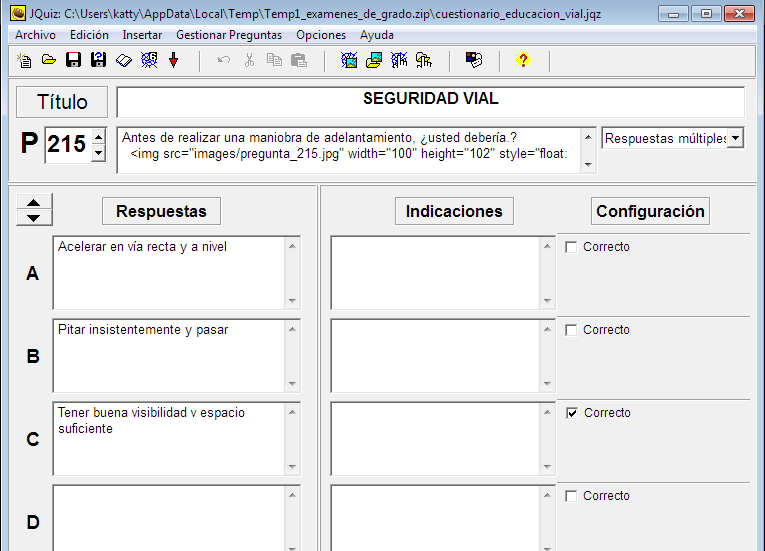 JQuiz: C:\Users\katty\AppData\Local\Temp\Temp1_examenes_de_grado.zip\cuestionario_educacion_vial.jqz
Archivo Edición Insertar Gestionar Preguntas Opciones Ayuda
Título
SEGURIDAD VIAL
P 215
Antes de realizar una maniobra de adelantamiento, ¿usted debería.?
<img src="images/pregunta_215.jpg" width="100" height="102" style="float:
Respuestas múltiples
Respuestas Indicaciones Configuración
A
Acelerar en vía recta y a nivel
Correcto
B
Pitar insistentemente y pasar
Correcto
C
Tener buena visibilidad v espacio
suficiente
Correcto
D
Correcto